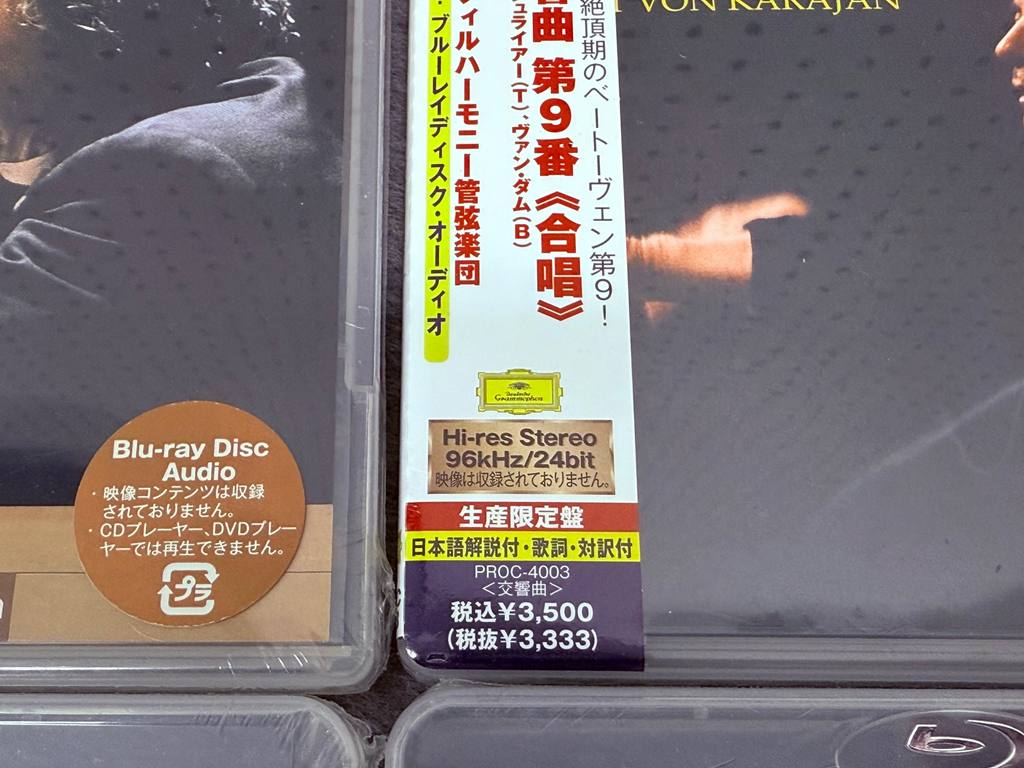 VON KARAJAN
絶頂期のベートーヴェン第9!
曲 第9番《合唱》
ュライアー(T)、ヴァン・ダム(B)
ィルハーモニー管弦楽団
・ブルーレイディスク・オーディオ
Deutsche
Grammophon
Hi-res Stereo
96kHz/24bit
映像は収録されておりません。
生産限定盤
日本語解説付・歌詞・対訳付
PROC-4003
<交響曲>
税込¥3,500
(税抜¥3,333)
Blu-ray Disc
Audio
・映像コンテンツは収録
されておりません。
・CDプレーヤー、DVDプレー
ヤーでは再生できません。
プラ